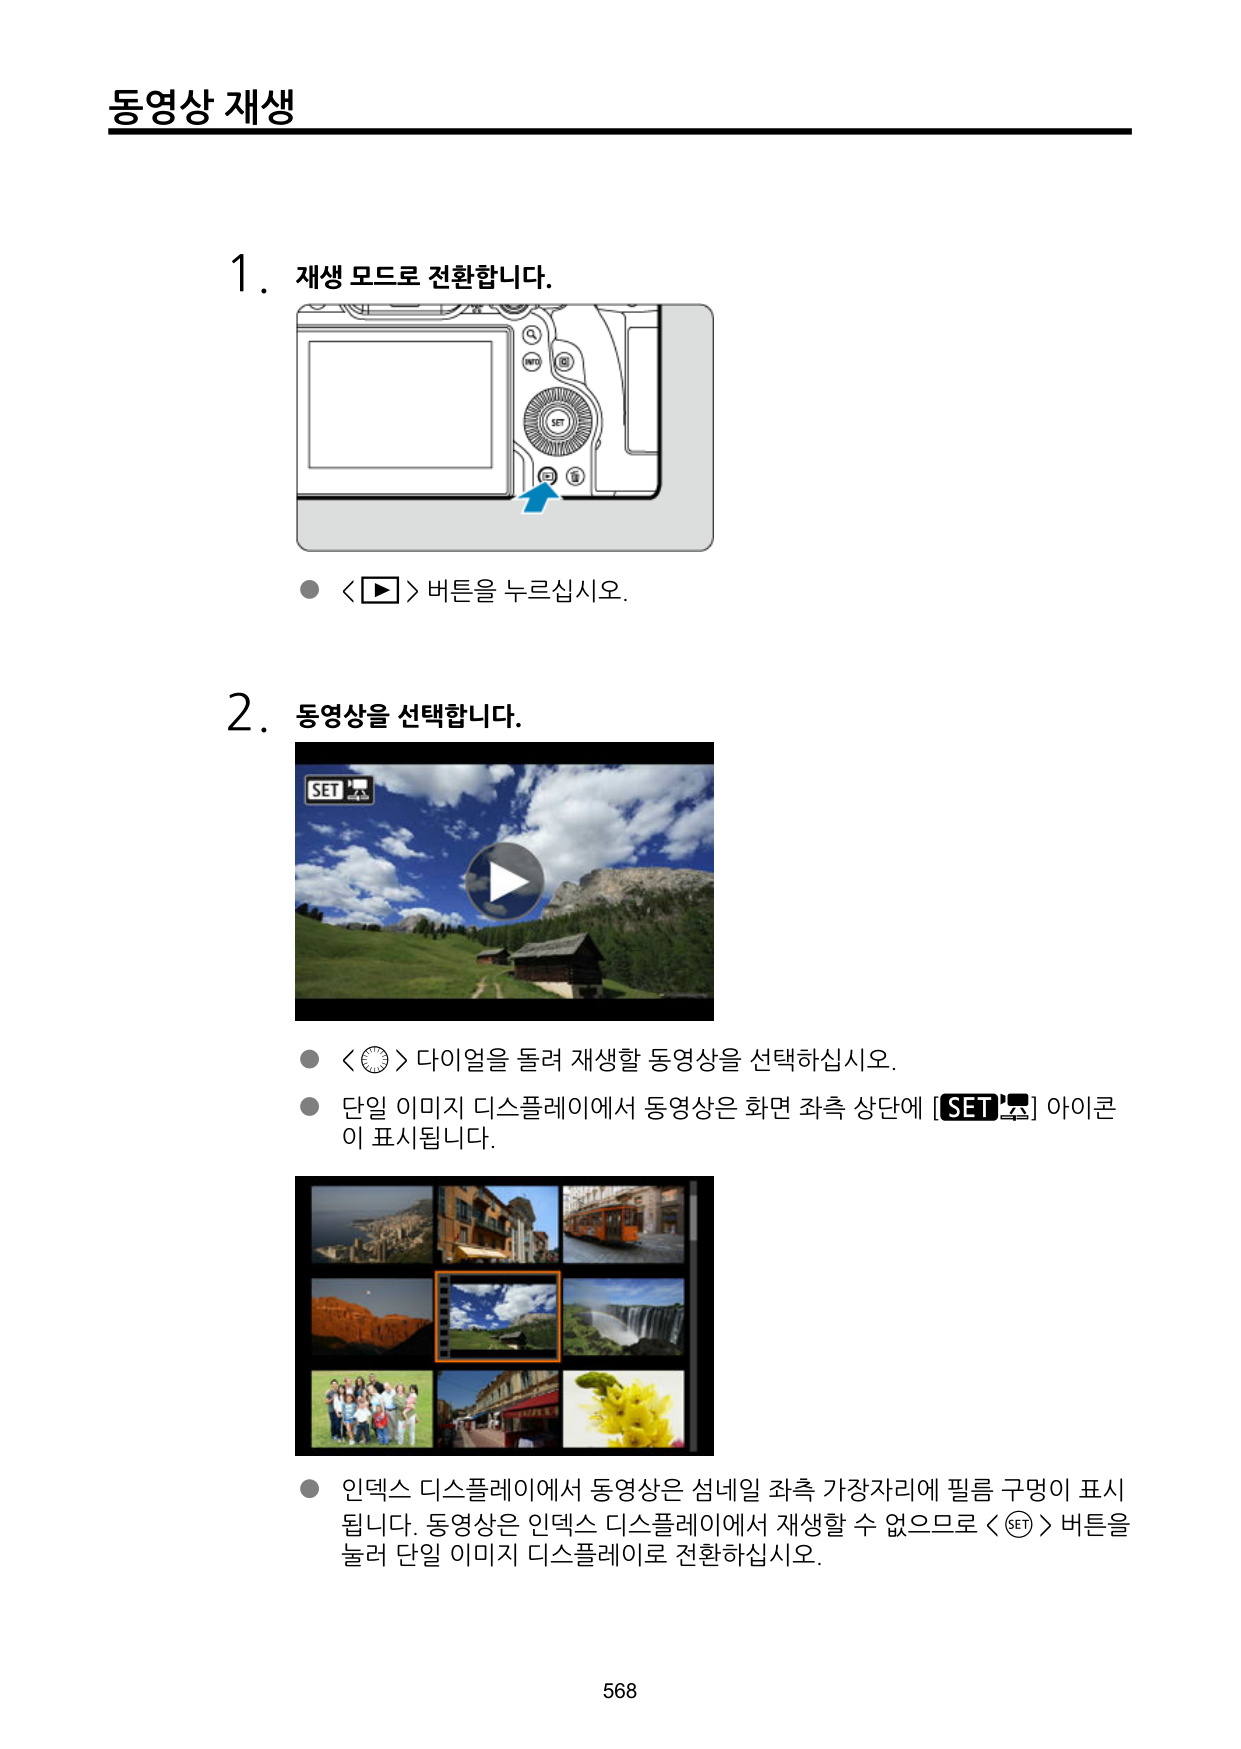 동영상 재생
1. 재생 모드로 전환합니다.
INFO
Q
SET
< > 버튼을 누르십시오.
2. 동영상을 선택합니다.
SET
< > 다이얼을 돌려 재생할 동영상을 선택하십시오.
단일 이미지 디스플레이에서 동영상은 화면 좌측 상단에 [SET] 아이콘
이 표시됩니다.
인덱스 디스플레이에서 동영상은 섬네일 좌측 가장자리에 필름 구멍이 표시
됩니다. 동영상은 인덱스 디스플레이에서 재생할 수 없으므로 < SET > 버튼을
눌러 단일 이미지 디스플레이로 전환하십시오.
568